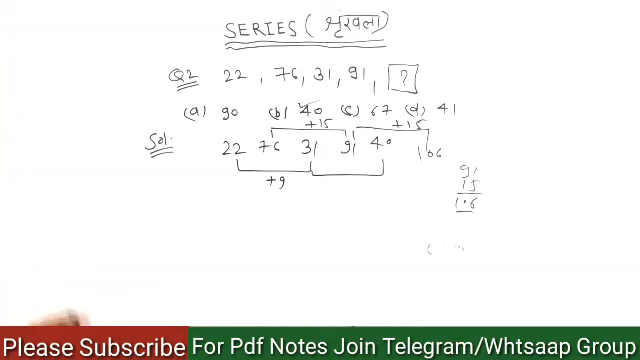 SERIES ( श्रृंखला )
Q2 22 , 76, 31, 91, ?
(a) 90 (b) 40 (c) 67 (d) 41
+15 +15
Sol: 22 76 31 91 40 106
+9
91
15
106
Please Subscribe For Pdf Notes Join Telegram/Whtsaap Group